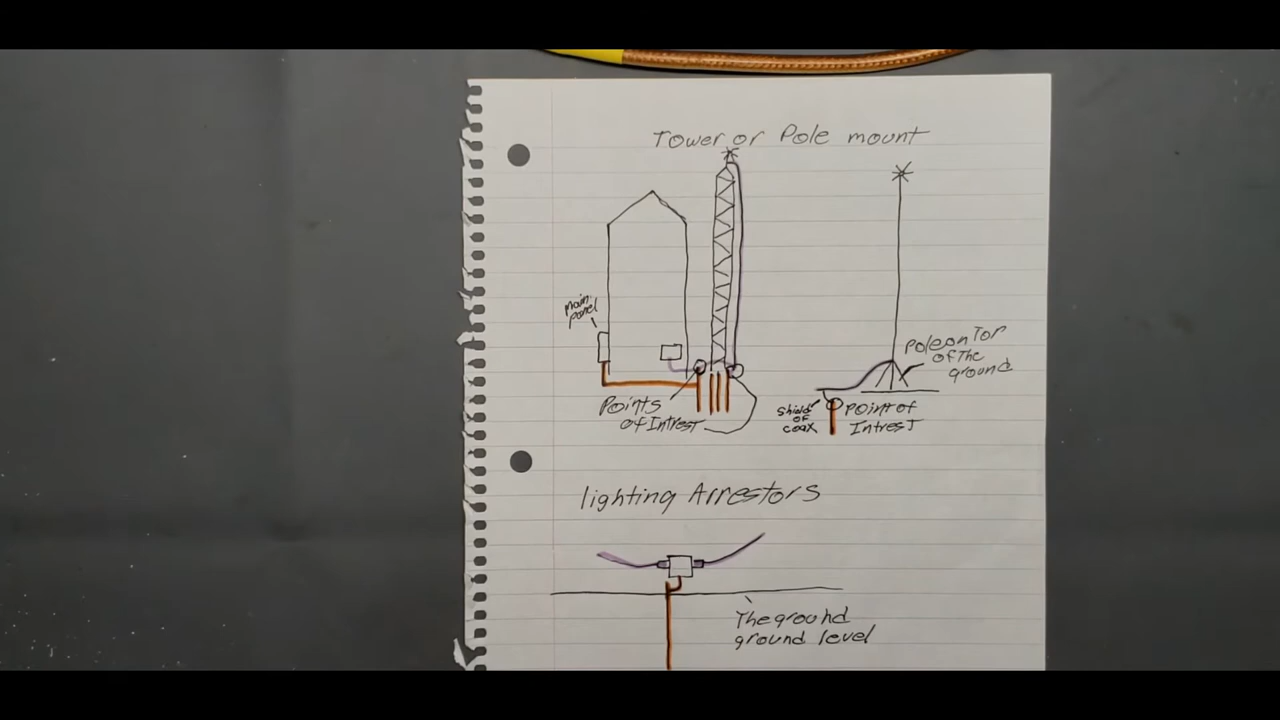 Tower or Pole mount
main
panel
Pole on Top
of The
ground
Points
of Intrest
shield
of
coax
Point of
Intrest
lighting Arrestors
The ground
ground level